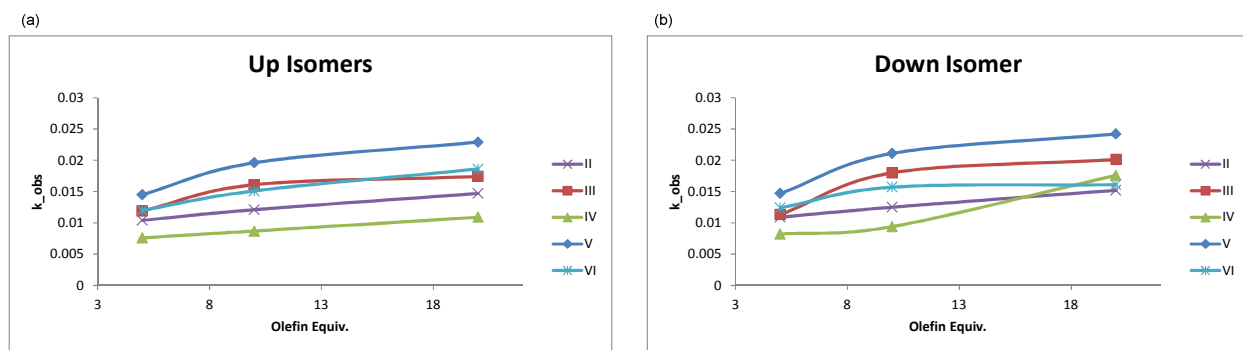 (a)
Up Isomers
0.03
0.025
0.02
0.015
0.01
0.005
0
k_obs
3
8
13
18
Olefin Equiv.
II
III
IV
V
VI
(b)
Down Isomer
0.03
0.025
0.02
0.015
0.01
0.005
0
k_obs
3
8
13
18
Olefin Equiv.
II
III
IV
V
VI